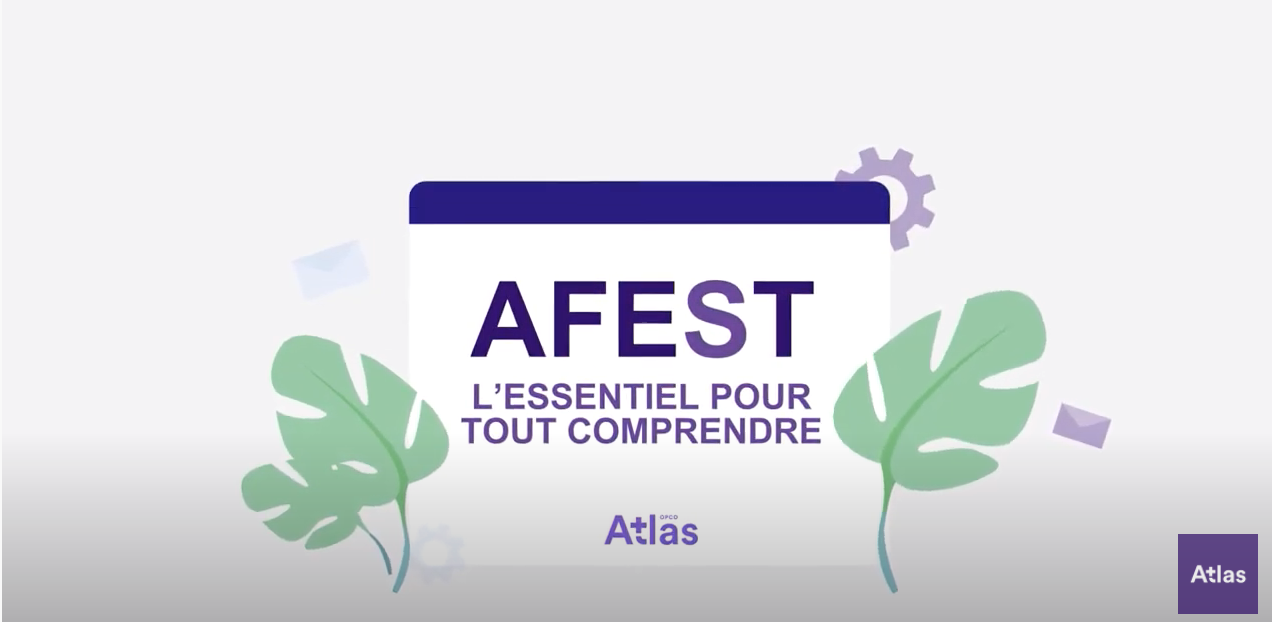 AFEST
L’ESSENTIEL POUR
TOUT COMPRENDRE
OPCO
Atlas
Atlas